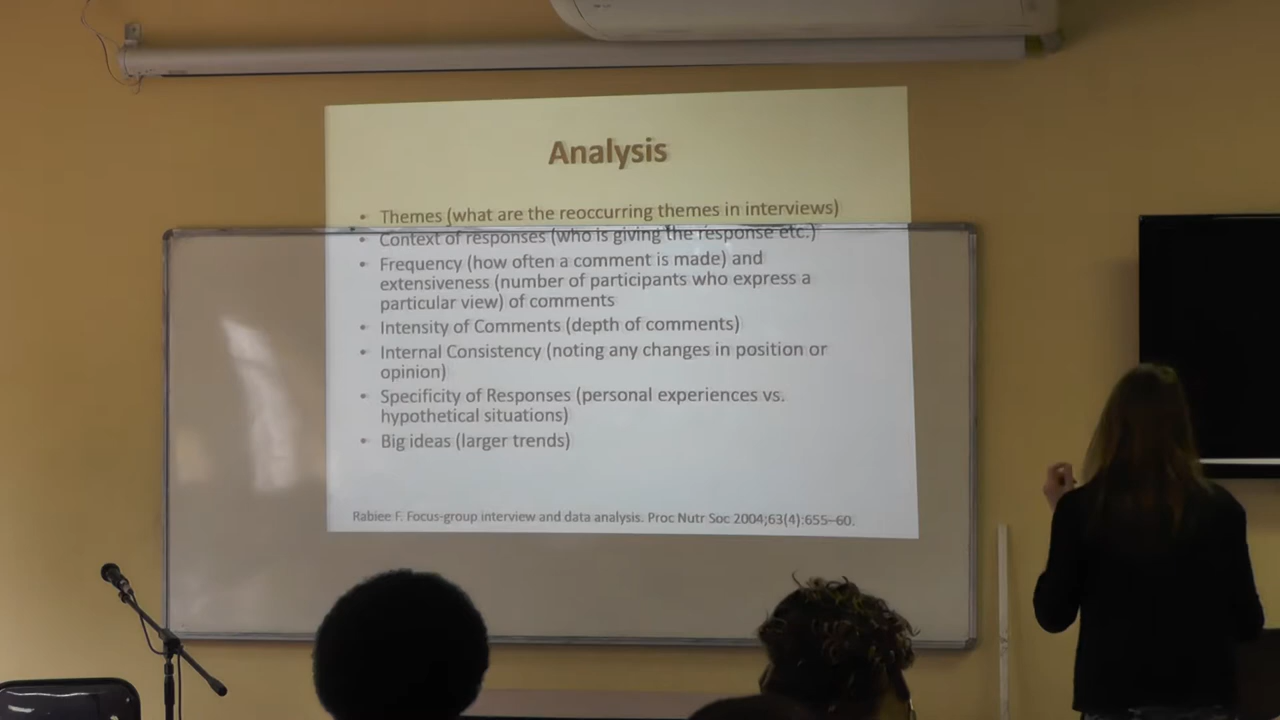 Analysis
• Themes (what are the reoccurring themes in interviews)
• Context of responses (who is giving the response etc.)
• Frequency (how often a comment is made) and
extensiveness (number of participants who express a
particular view) of comments
• Intensity of Comments (depth of comments)
• Internal Consistency (noting any changes in position or
opinion)
• Specificity of Responses (personal experiences vs.
hypothetical situations)
• Big ideas (larger trends)
Rabiee F. Focus-group interview and data analysis. Proc Nutr Soc 2004;63(4):655–60.